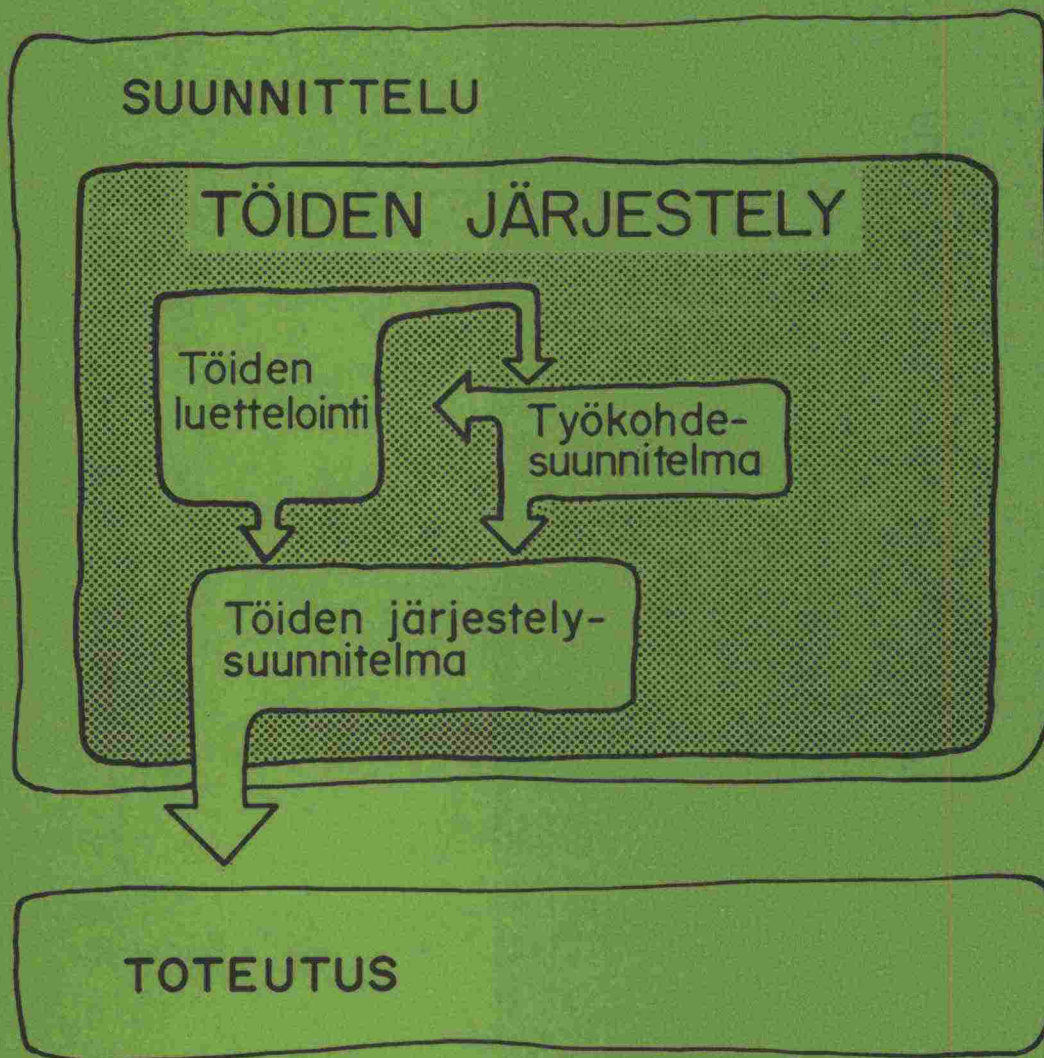 SUUNNITTELU
TÖIDEN JÄRJESTELY
Töiden
luettelointi
Työkohde-
suunnitelma
Töiden järjestely-
suunnitelma
TOTEUTUS